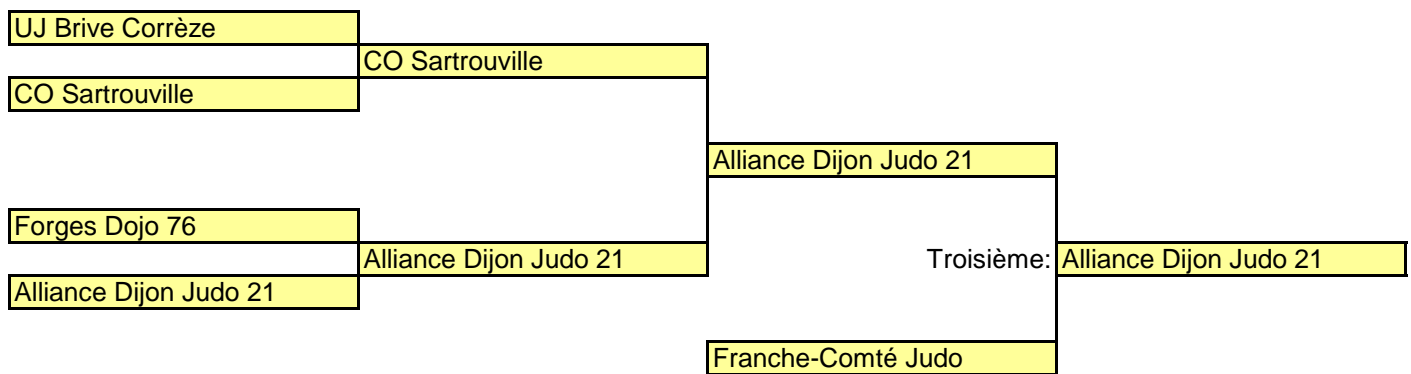 UJ Brive Corrèze
CO Sartrouville
CO Sartrouville
Alliance Dijon Judo 21
Forges Dojo 76
Alliance Dijon Judo 21
Troisième: Alliance Dijon Judo 21
Alliance Dijon Judo 21
Franche-Comté Judo